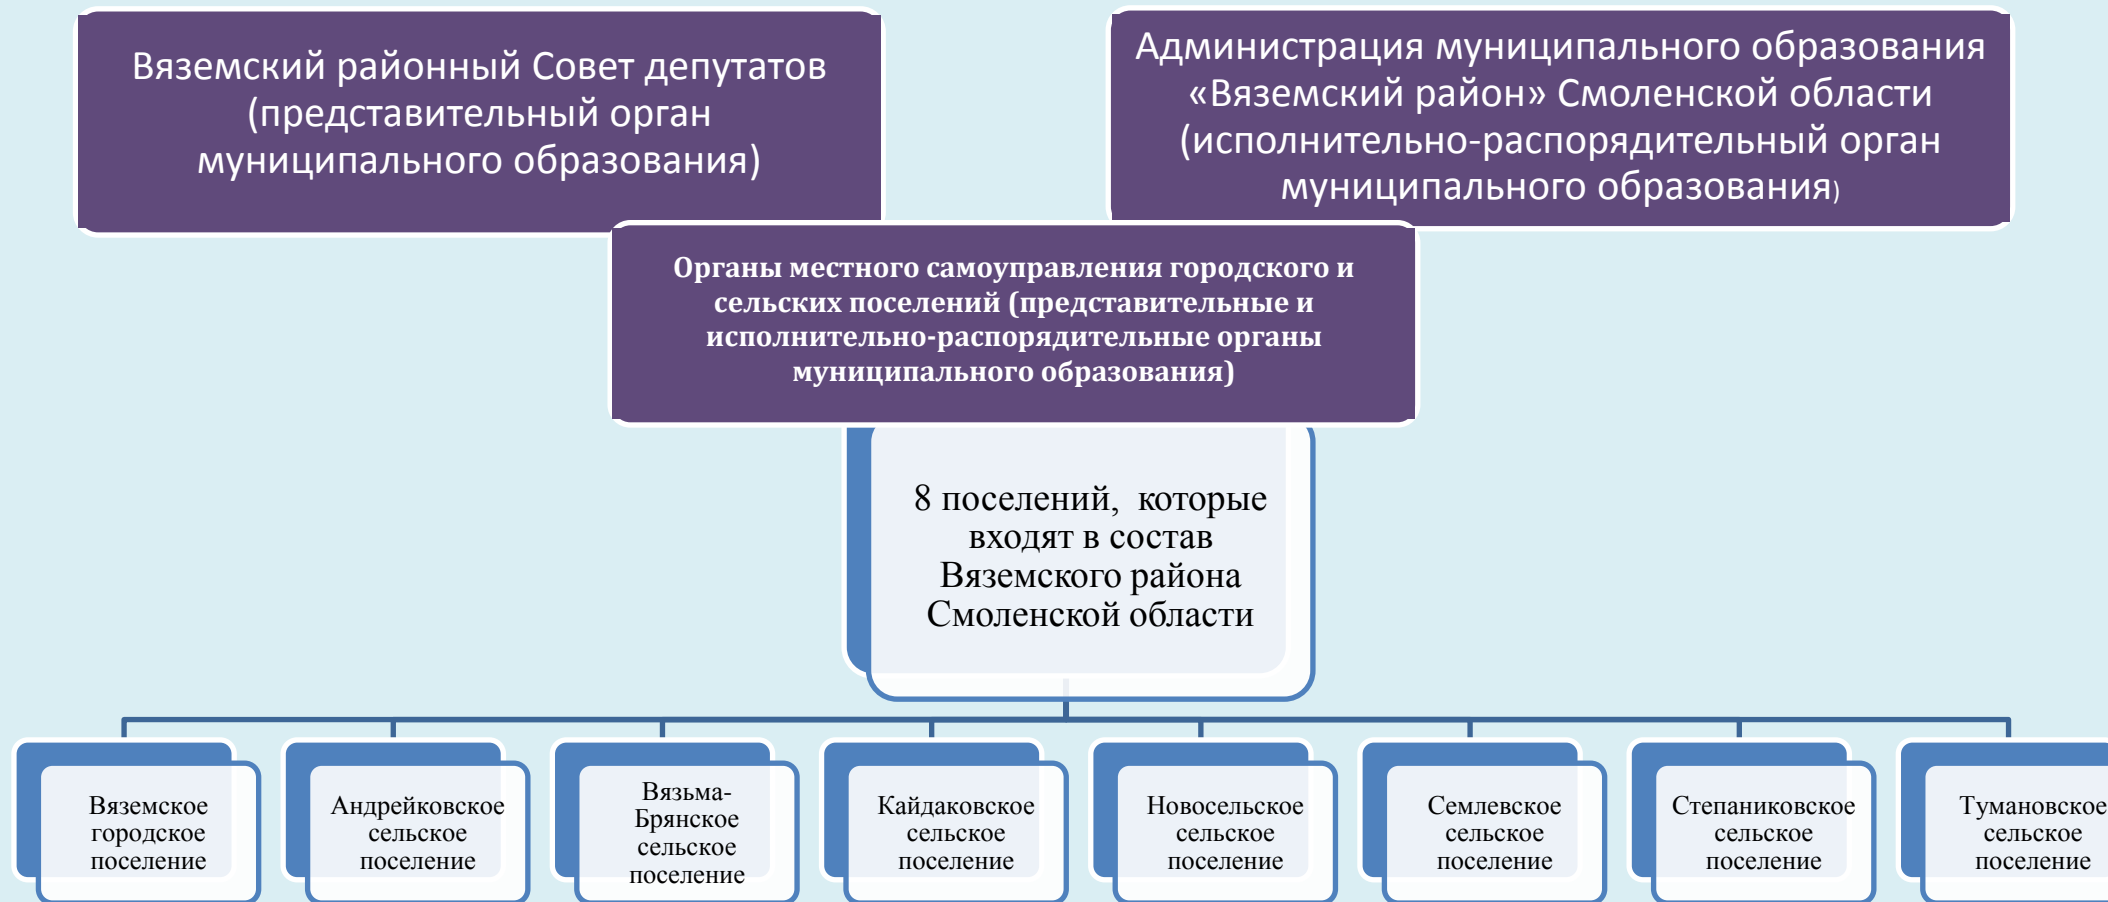 Вяземский районный Совет депутатов
(представительный орган
муниципального образования)
Администрация муниципального образования
«Вяземский район» Смоленской области
(исполнительно-распорядительный орган
муниципального образования)
Органы местного самоуправления городского и
сельских поселений (представительные и
исполнительно-распорядительные органы
муниципального образования)
8 поселений, которые
входят в состав
Вяземского района
Смоленской области
Вяземское
городское
поселение
Андрейковское
сельское
поселение
Вязьма-
Брянское
сельское
поселение
Кайдаковское
сельское
поселение
Новосельское
сельское
поселение
Семлевское
сельское
поселение
Степаниковское
сельское
поселение
Тумановское
сельское
поселение